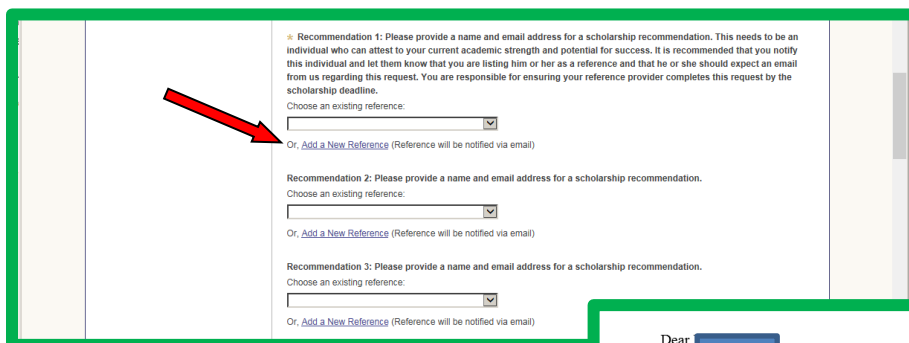 * Recommendation 1: Please provide a name and email address for a scholarship recommendation. This needs to be an
individual who can attest to your current academic strength and potential for success. It is recommended that you notify
this individual and let them know that you are listing him or her as a reference and that he or she should expect an email
from us regarding this request. You are responsible for ensuring your reference provider completes this request by the
scholarship deadline.
Choose an existing reference:
Or, Add a New Reference (Reference will be notified via email)
Recommendation 2: Please provide a name and email address for a scholarship recommendation.
Choose an existing reference:
Or, Add a New Reference (Reference will be notified via email)
Recommendation 3: Please provide a name and email address for a scholarship recommendation.
Choose an existing reference:
Or, Add a New Reference (Reference will be notified via email)
Dear